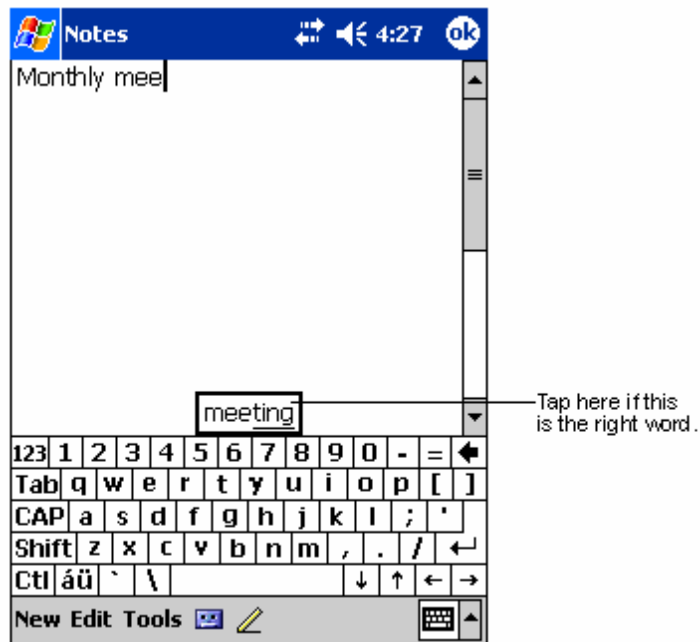 Notes 4:27 ok
Monthly mee
meeting
Tap here if this
is the right word.
123 1 2 3 4 5 6 7 8 9 0 - =
Tab q w e r t y u i o p [ ]
CAP a s d f g h j k l ; '
Shift z x c v b n m , . /
Ctl áü ` \ ↓ ↑ ← →
New Edit Tools